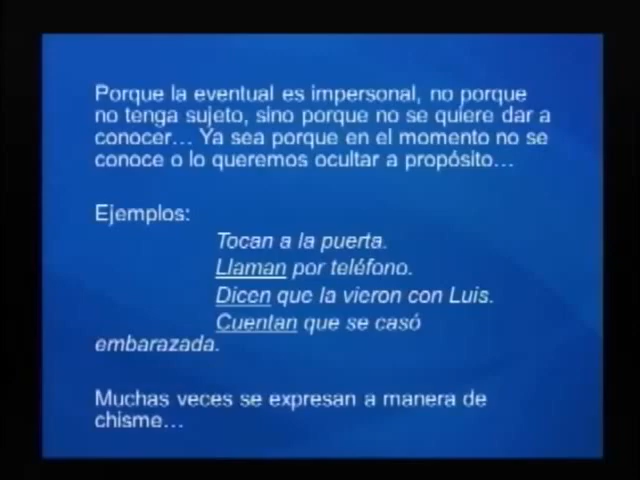 Porque la eventual es impersonal, no porque
no tenga sujeto, sino porque no se quiere dar a
conocer... Ya sea porque en el momento no se
conoce o lo queremos ocultar a propósito...
Ejemplos:
Tocan a la puerta.
Llaman por teléfono.
Dicen que la vieron con Luis.
Cuentan que se casó
embarazada.
Muchas veces se expresan a manera de
chisme...